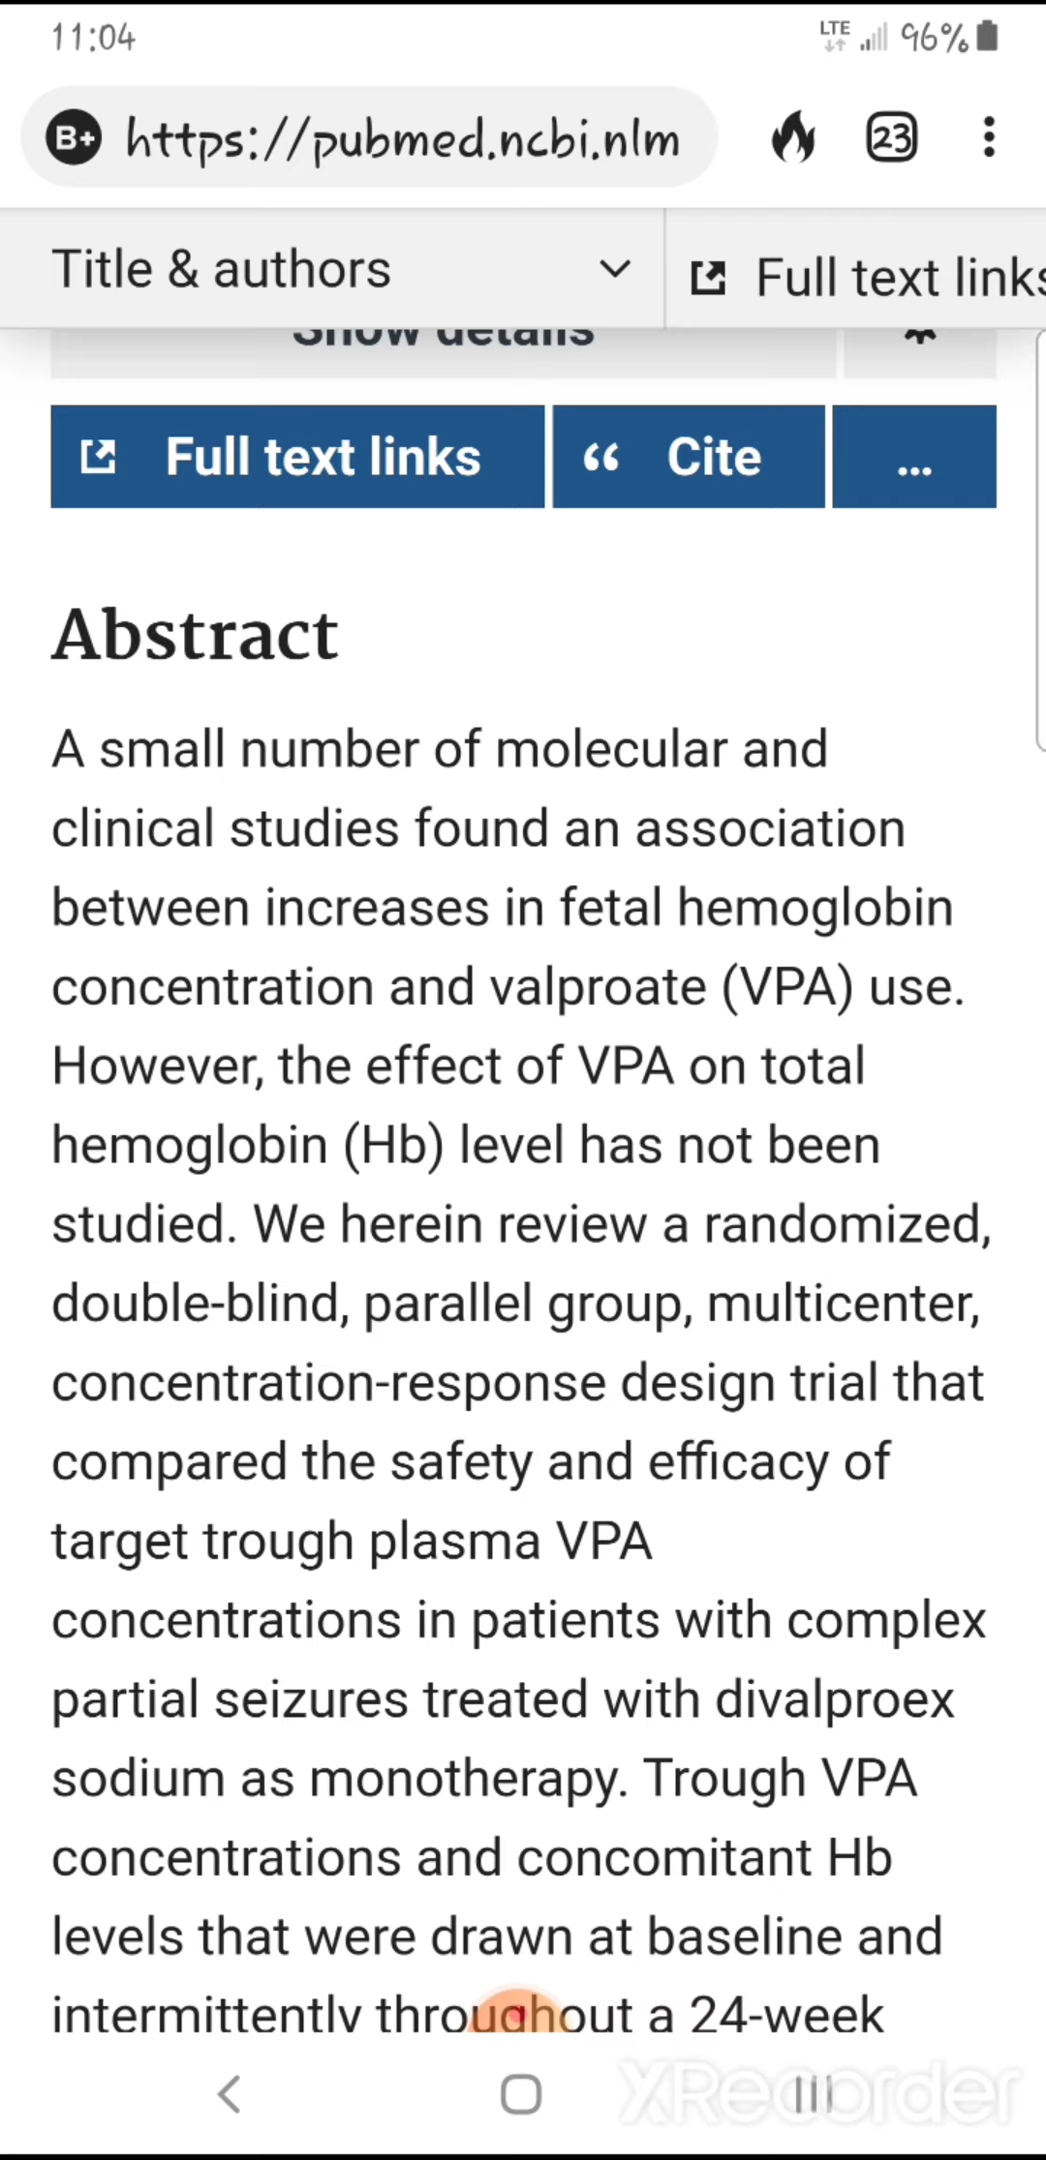 11:04
LTE 96%
B+ https://pubmed.ncbi.nlm 23
Title & authors
Full text links
Show details
Full text links
Cite
...
Abstract
A small number of molecular and
clinical studies found an association
between increases in fetal hemoglobin
concentration and valproate (VPA) use.
However, the effect of VPA on total
hemoglobin (Hb) level has not been
studied. We herein review a randomized,
double-blind, parallel group, multicenter,
concentration-response design trial that
compared the safety and efficacy of
target trough plasma VPA
concentrations in patients with complex
partial seizures treated with divalproex
sodium as monotherapy. Trough VPA
concentrations and concomitant Hb
levels that were drawn at baseline and
intermittently throughout a 24-week
XRecorder